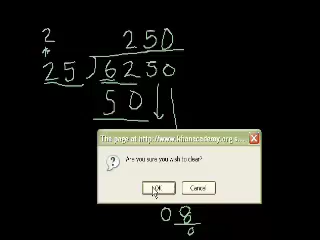 2 250
25)6250
50
The page at http://www.khanacademy.org s...
Are you sure you wish to clear?
OK Cancel
08
0